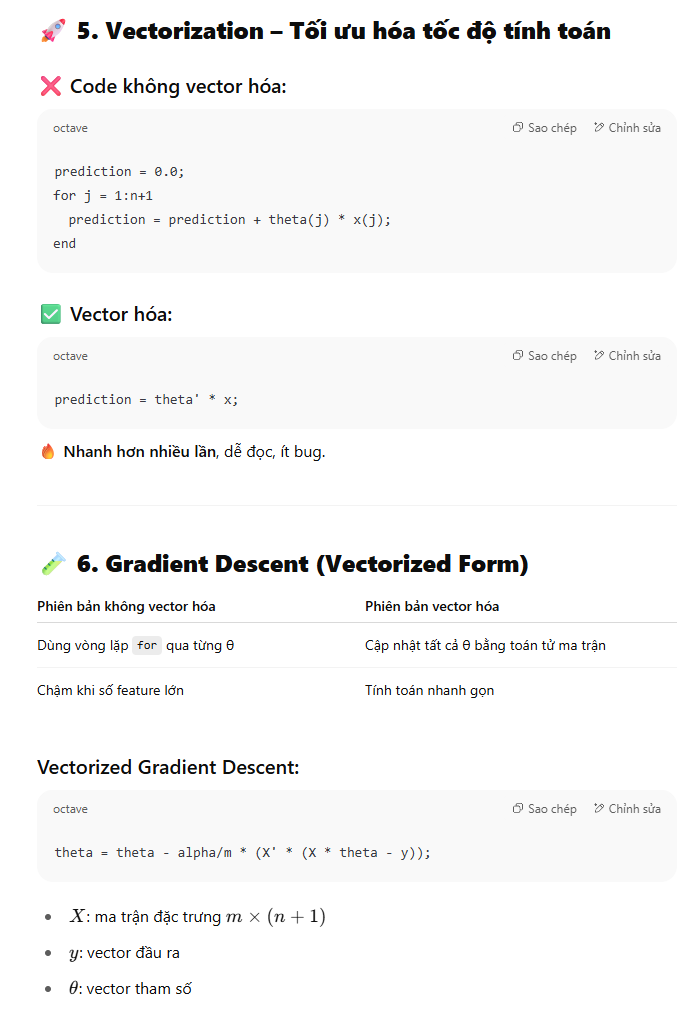 🚀 5. Vectorization – Tối ưu hóa tốc độ tính toán
❌ Code không vector hóa:
octave Sao chép Chỉnh sửa
prediction = 0.0;
for j = 1:n+1
  prediction = prediction + theta(j) * x(j);
end
✅ Vector hóa:
octave Sao chép Chỉnh sửa
prediction = theta' * x;
🔥 Nhanh hơn nhiều lần, dễ đọc, ít bug.
🧪 6. Gradient Descent (Vectorized Form)
Phiên bản không vector hóa Phiên bản vector hóa
Dùng vòng lặp for qua từng θ Cập nhật tất cả θ bằng toán tử ma trận
Chậm khi số feature lớn Tính toán nhanh gọn
Vectorized Gradient Descent:
octave Sao chép Chỉnh sửa
theta = theta - alpha/m * (X' * (X * theta - y));
• X: ma trận đặc trưng m × (n + 1)
• y: vector đầu ra
• θ: vector tham số